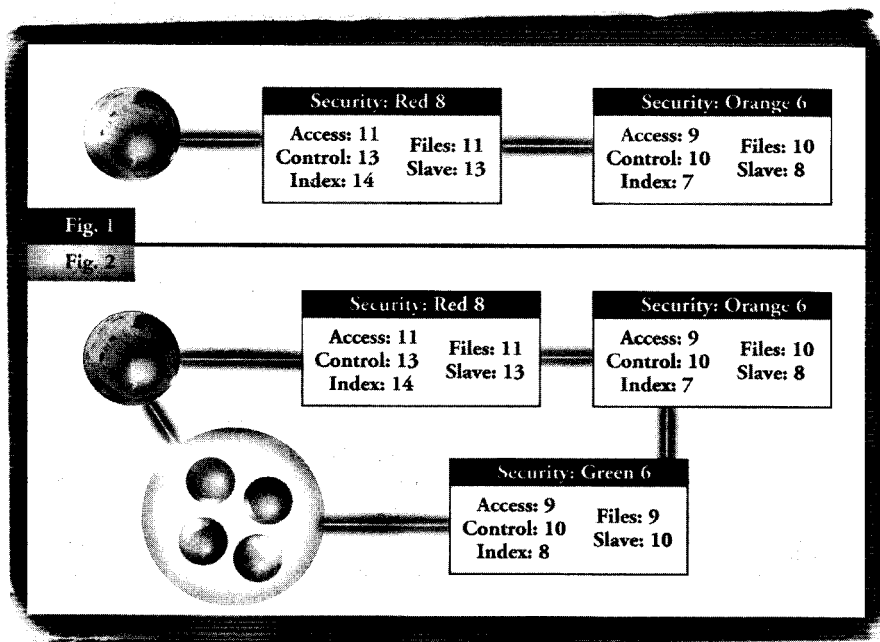 Security: Red 8
Access: 11
Control: 13
Index: 14
Files: 11
Slave: 13
Security: Orange 6
Access: 9
Control: 10
Index: 7
Files: 10
Slave: 8
Fig. 1
Fig. 2
Security: Red 8
Access: 11
Control: 13
Index: 14
Files: 11
Slave: 13
Security: Orange 6
Access: 9
Control: 10
Index: 7
Files: 10
Slave: 8
Security: Green 6
Access: 9
Control: 10
Index: 8
Files: 9
Slave: 10